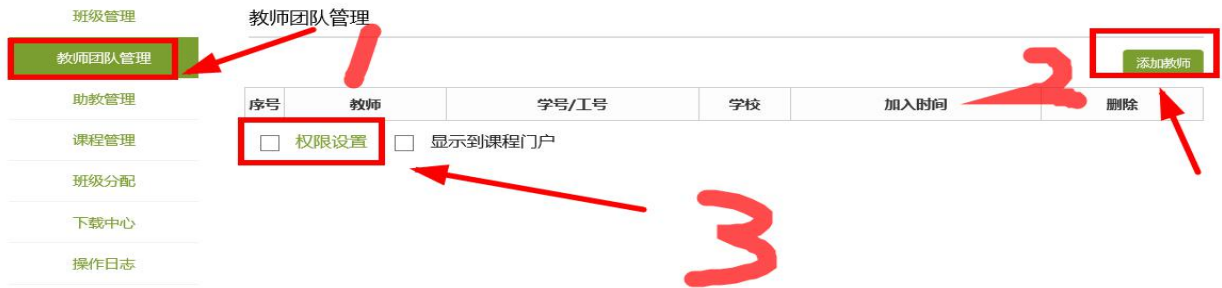 班级管理
教师团队管理
助教管理
课程管理
班级分配
下载中心
操作日志
教师团队管理
1
2
添加教师
序号 教师 学号/工号 学校 加入时间 删除
权限设置 显示到课程门户
3